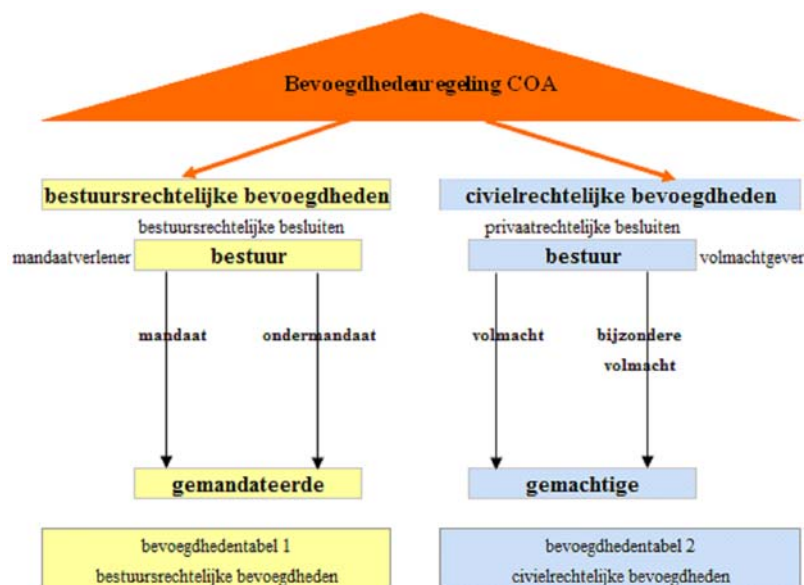 Bevoegdhedenregeling COA
bestuursrechtelijke bevoegdheden
civielrechtelijke bevoegdheden
bestuursrechtelijke besluiten
privaatrechtelijke besluiten
mandaatverlener
bestuur
bestuur
volmachtgever
mandaat
ondermandaat
volmacht
bijzondere
volmacht
gemandateerde
gemachtige
bevoegdhedentabel 1
bestuursrechtelijke bevoegdheden
bevoegdhedentabel 2
civielrechtelijke bevoegdheden